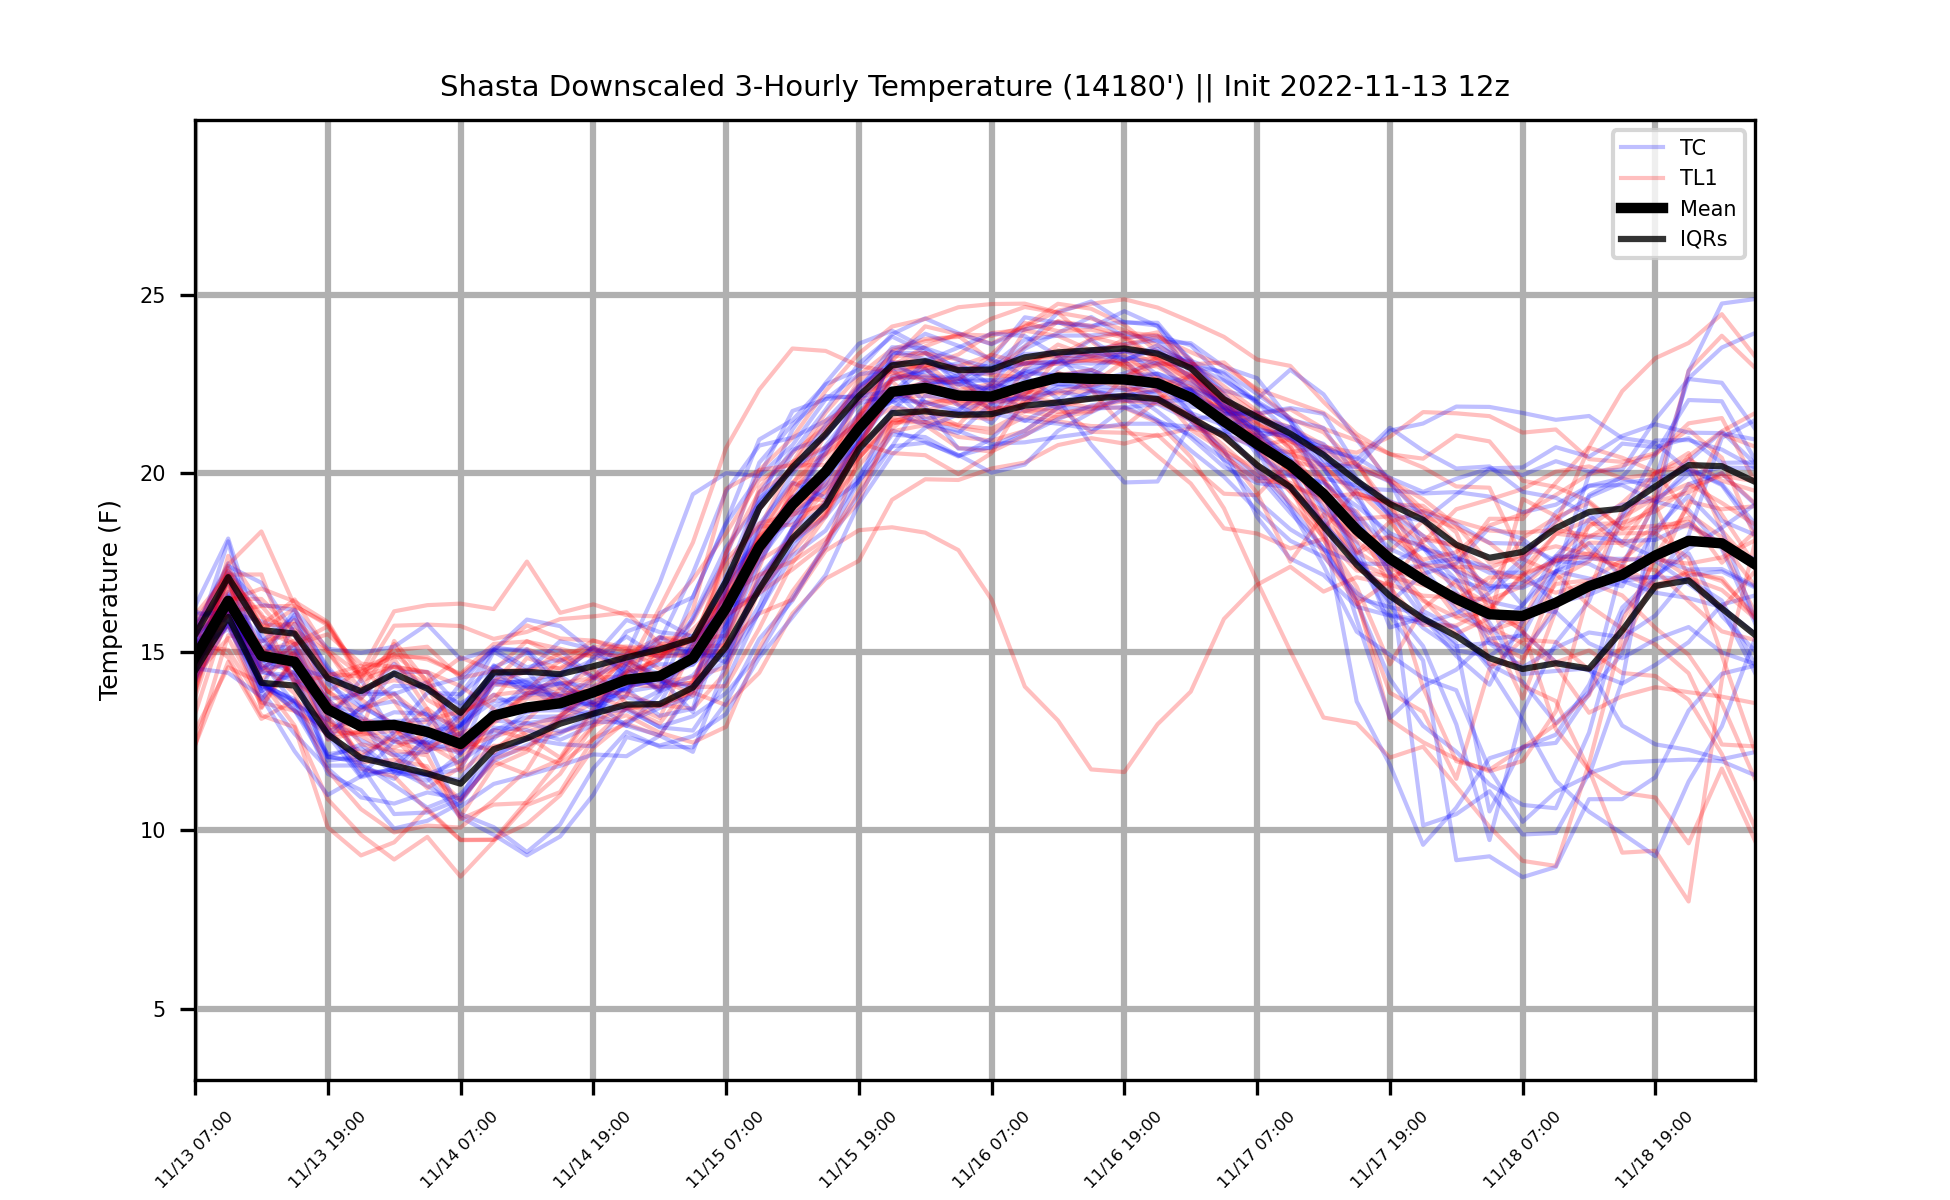 Shasta Downscaled 3-Hourly Temperature (14180') || Init 2022-11-13 12z
TC
TL1
Mean
IQRs
Temperature (F)
25
20
15
10
5
11/13 07:00
11/13 19:00
11/14 07:00
11/14 19:00
11/15 07:00
11/15 19:00
11/16 07:00
11/16 19:00
11/17 07:00
11/17 19:00
11/18 07:00
11/18 19:00